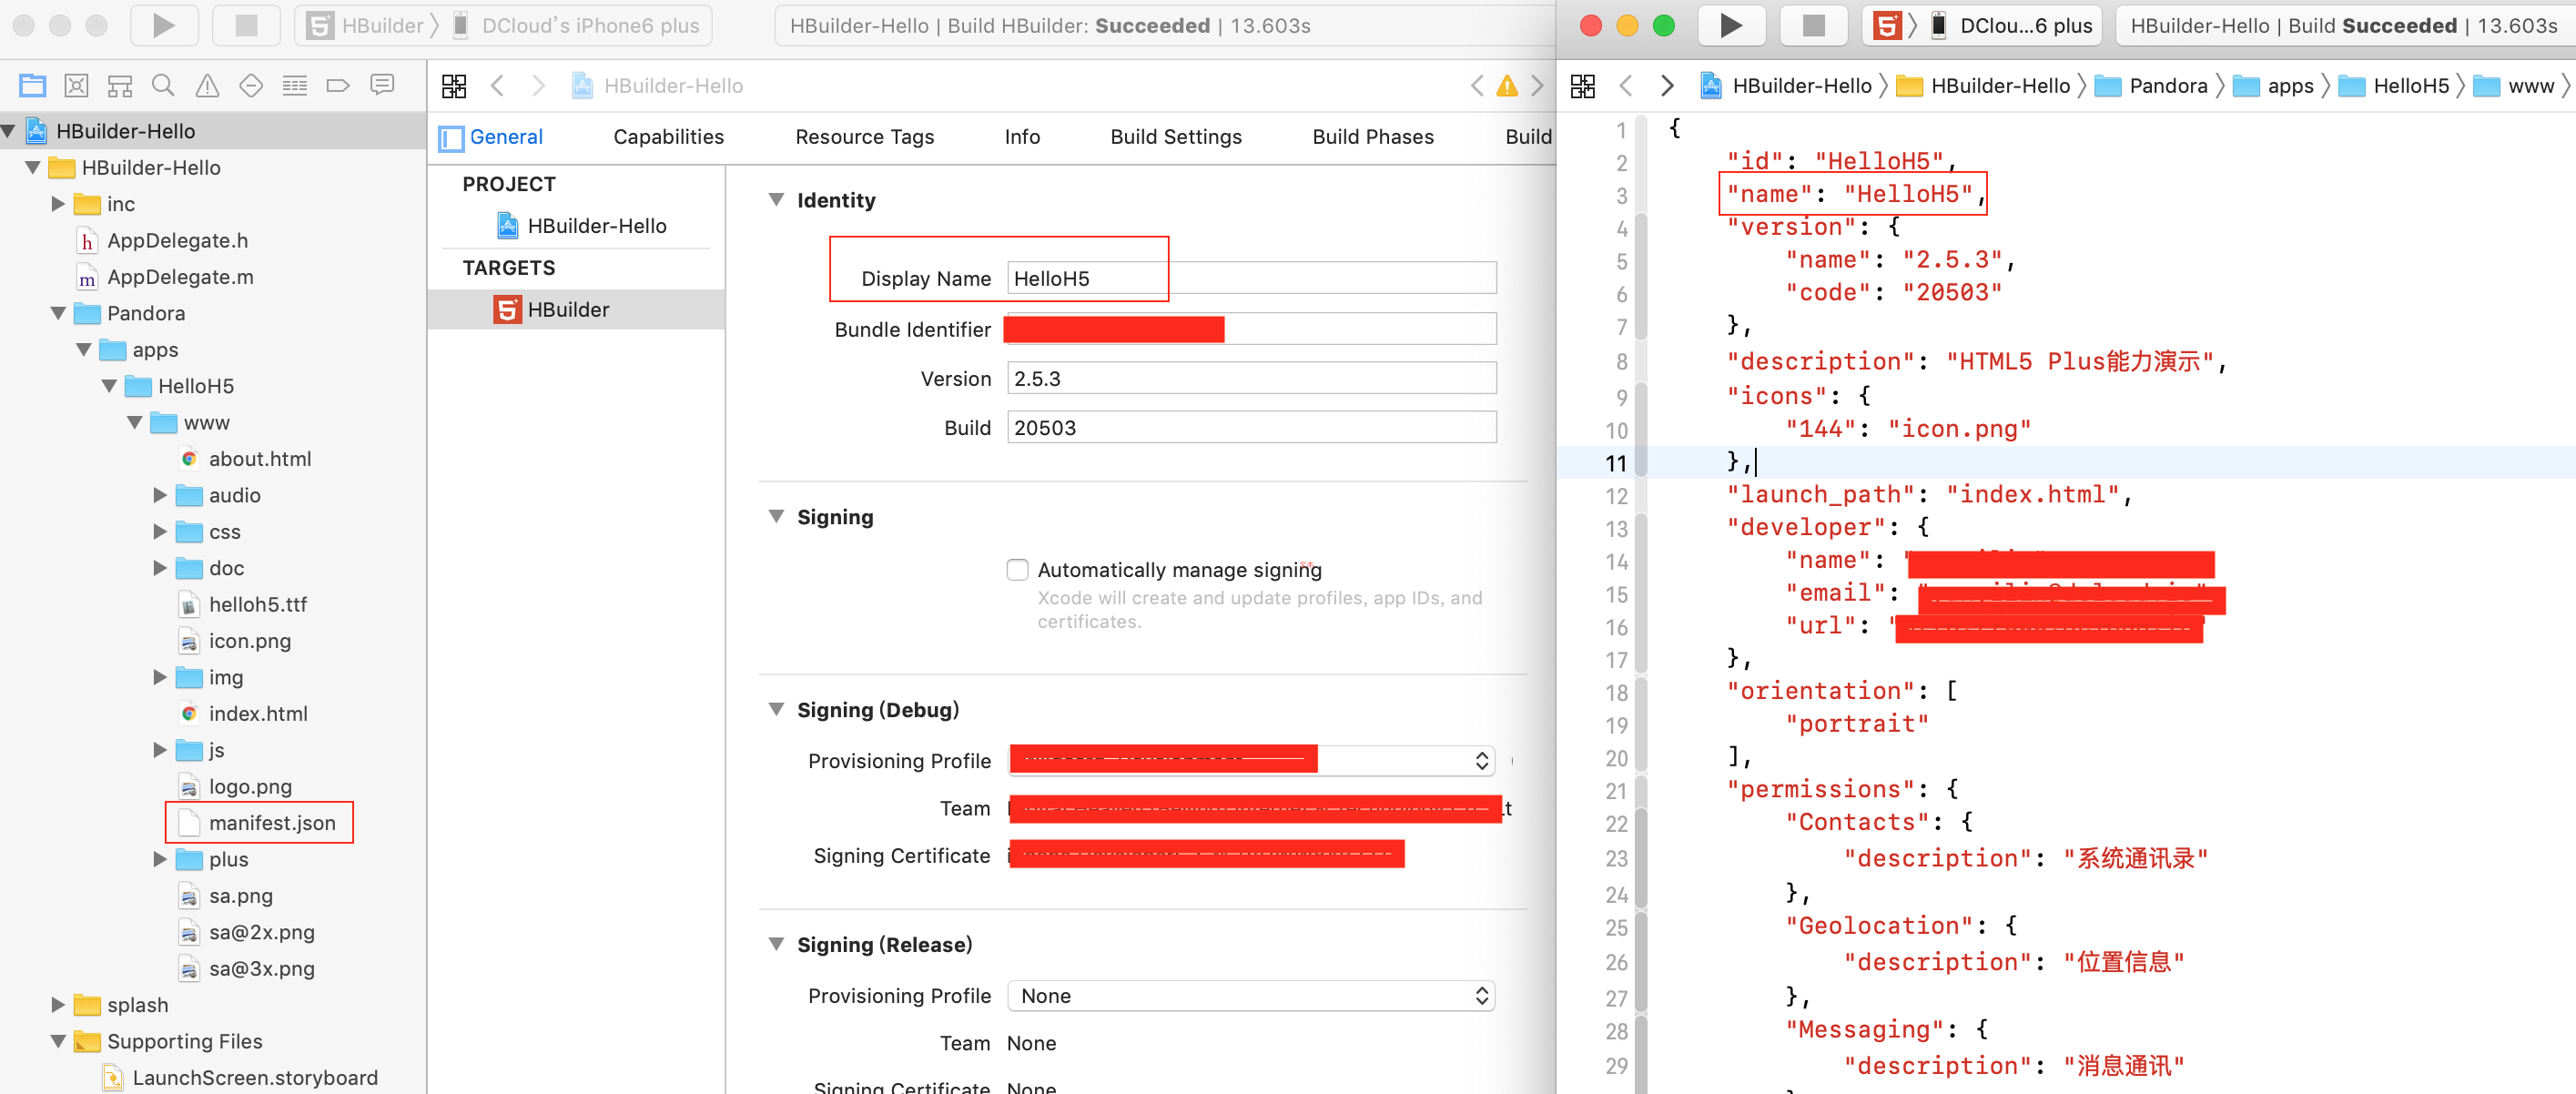 HBuilder 〉 DCloud's iPhone6 plus
HBuilder-Hello | Build HBuilder: Succeeded | 13.603s
HBuilder-Hello
HBuilder-Hello
HBuilder-Hello
inc
AppDelegate.h
AppDelegate.m
Pandora
apps
HelloH5
www
about.html
audio
css
doc
helloh5.ttf
icon.png
img
index.html
js
logo.png
manifest.json
plus
sa.png
sa@2x.png
sa@3x.png
splash
Supporting Files
LaunchScreen.storyboard
General Capabilities Resource Tags Info Build Settings Build Phases Build
PROJECT
HBuilder-Hello
TARGETS
HBuilder
Identity
Display Name HelloH5
Bundle Identifier
Version 2.5.3
Build 20503
Signing
Automatically manage signing
Xcode will create and update profiles, app IDs, and
certificates.
Signing (Debug)
Provisioning Profile
Team
Signing Certificate
Signing (Release)
Provisioning Profile None
Team None
Signing Certificate None
DClou...6 plus
HBuilder-Hello | Build Succeeded | 13.603s
HBuilder-Hello 〉 HBuilder-Hello 〉 Pandora 〉 apps 〉 HelloH5 〉 www 〉
1 {
2 "id": "HelloH5",
3 "name": "HelloH5",
4 "version": {
5 "name": "2.5.3",
6 "code": "20503"
7 },
8 "description": "HTML5 Plus能力演示",
9 "icons": {
10 "144": "icon.png"
11 },
12 "launch_path": "index.html",
13 "developer": {
14 "name":
15 "email":
16 "url":
17 },
18 "orientation": [
19 "portrait"
20 ],
21 "permissions": {
22 "Contacts": {
23 "description": "系统通讯录"
24 },
25 "Geolocation": {
26 "description": "位置信息"
27 },
28 "Messaging": {
29 "description": "消息通讯"